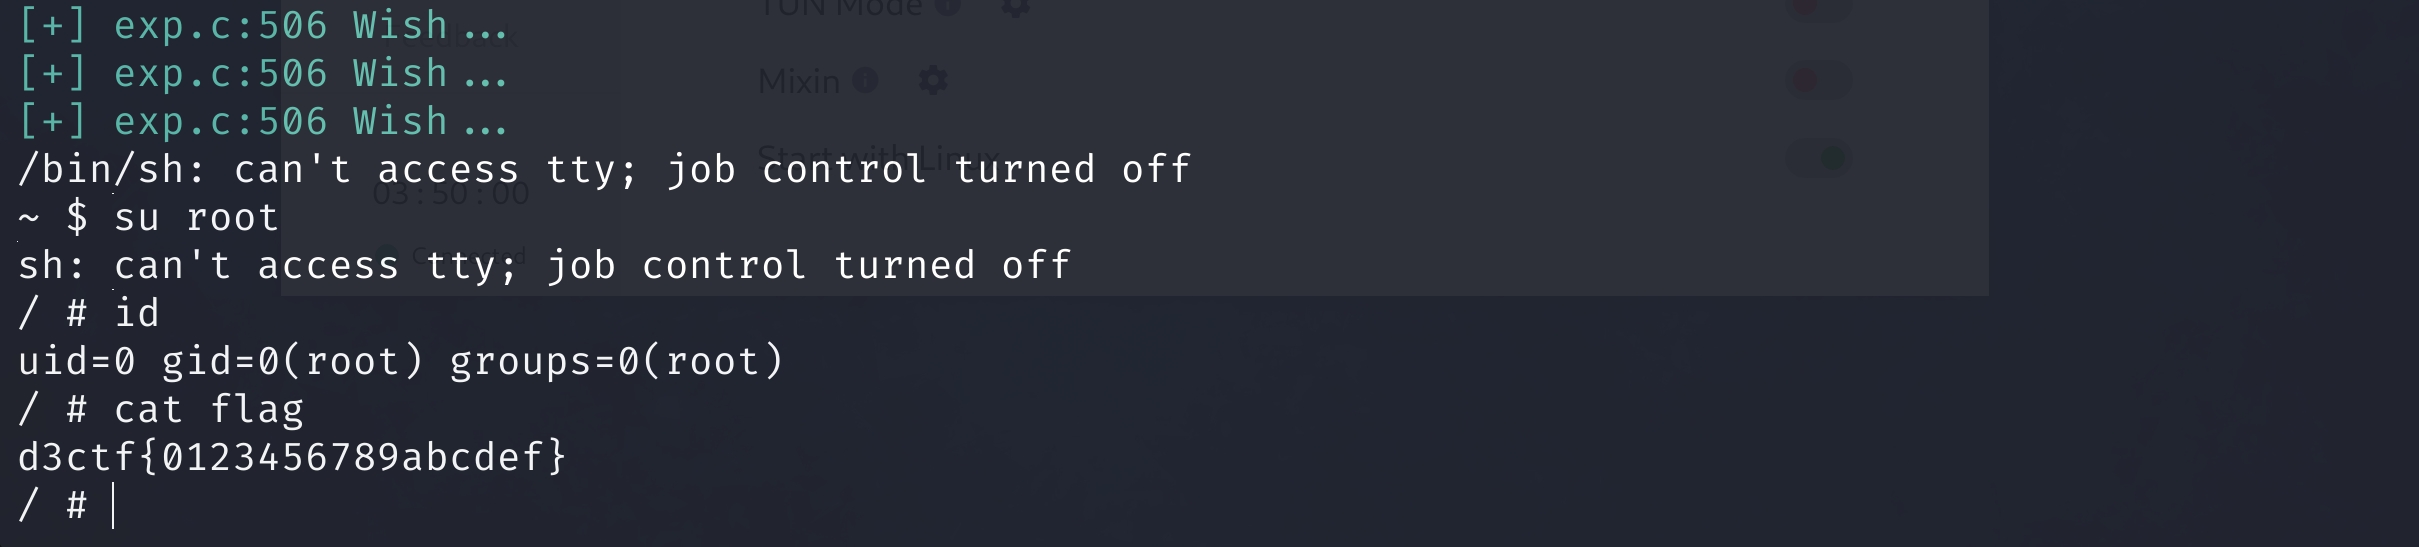 [+] exp.c:506 Wish...
[+] exp.c:506 Wish...
[+] exp.c:506 Wish...
/bin/sh: can't access tty; job control turned off
~ $ su root
sh: can't access tty; job control turned off
/ # id
uid=0 gid=0(root) groups=0(root)
/ # cat flag
d3ctf{0123456789abcdef}
/ #
TUN Mode
Feedback
Mixin
Start with Linux
03:50:00
Connected